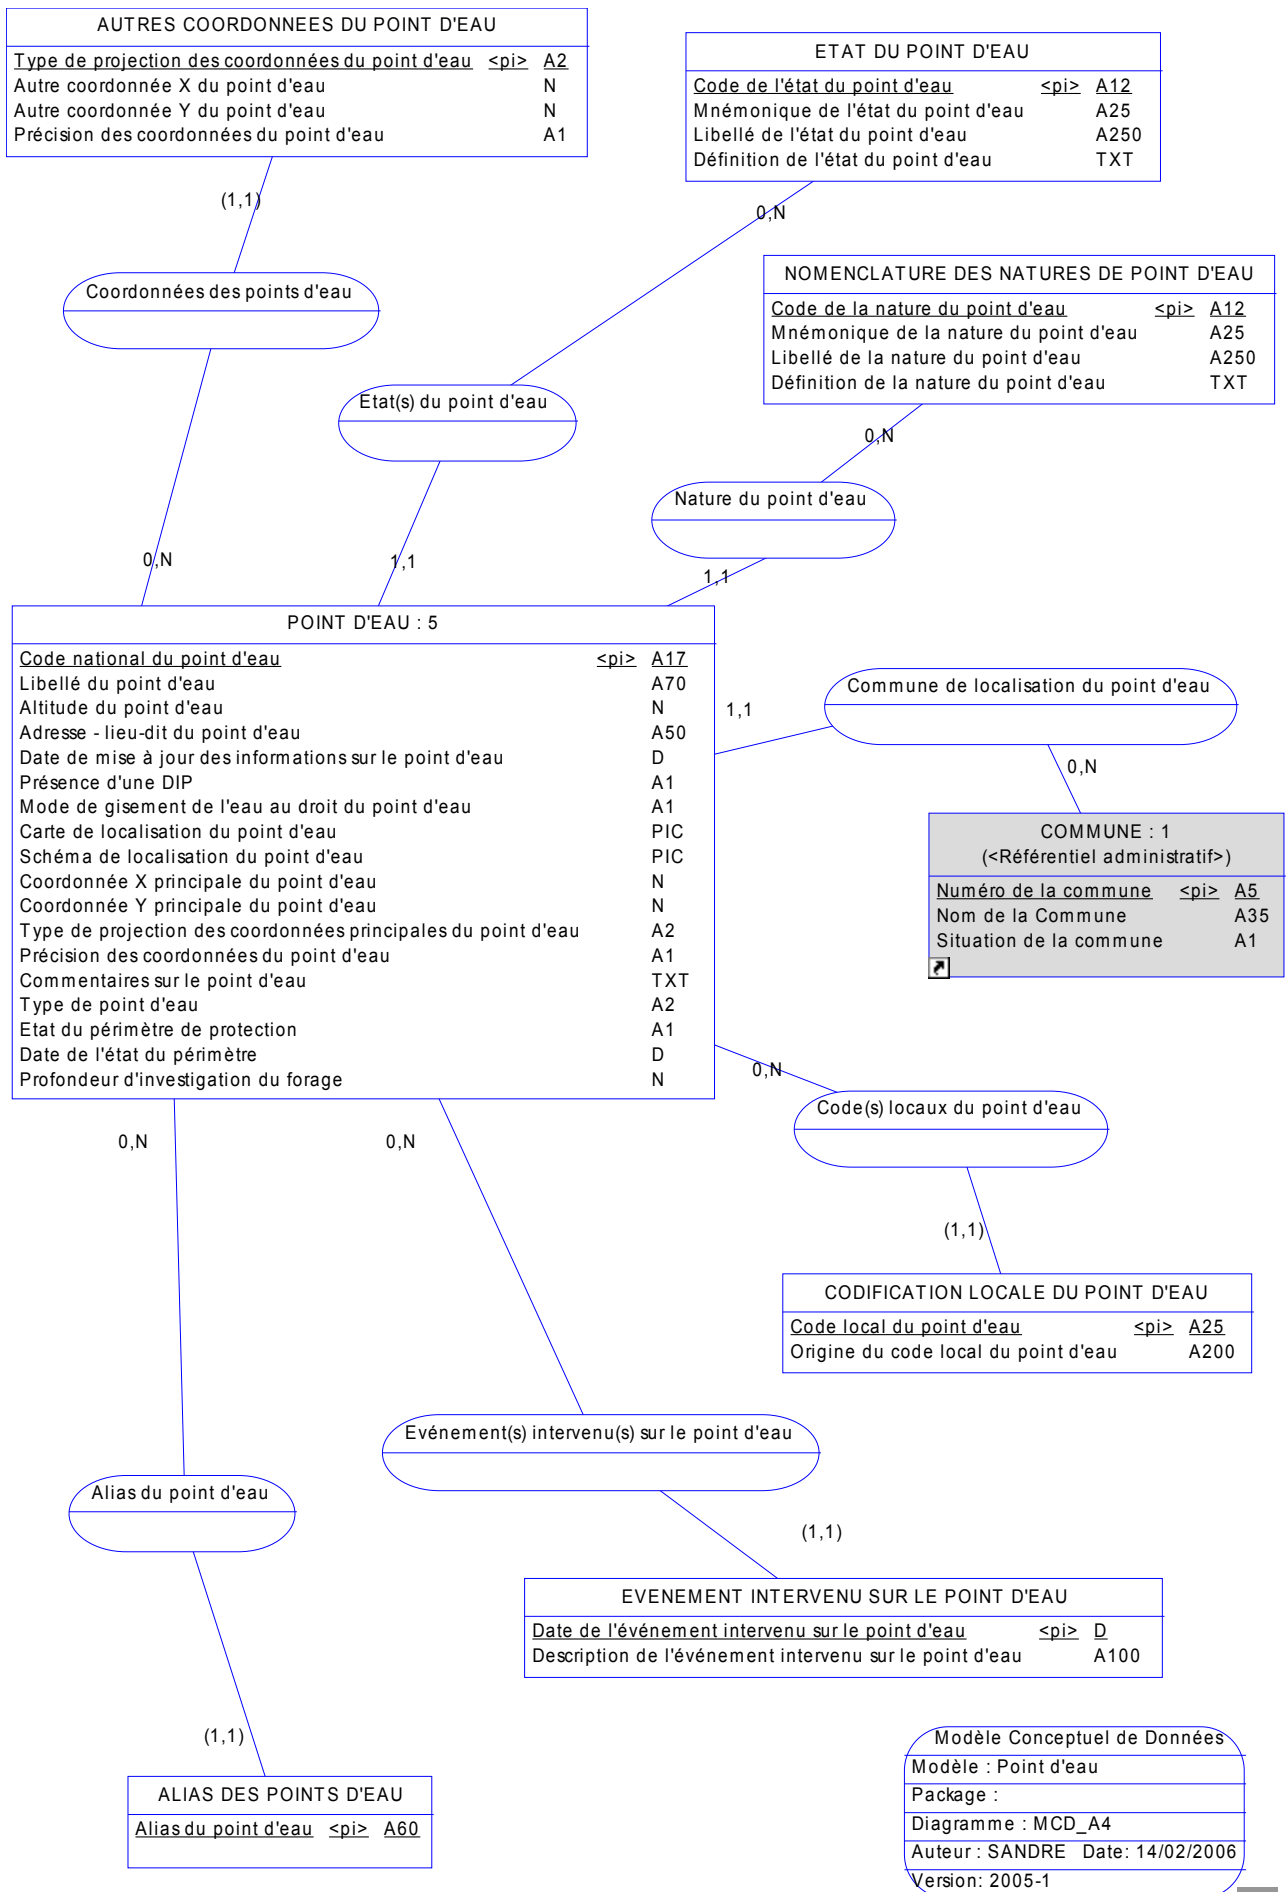 AUTRES COORDONNEES DU POINT D'EAU
Type de projection des coordonnées du point d'eau <pi> A2
Autre coordonnée X du point d'eau N
Autre coordonnée Y du point d'eau N
Précision des coordonnées du point d'eau A1
ETAT DU POINT D'EAU
Code de l'état du point d'eau <pi> A12
Mnémonique de l'état du point d'eau A25
Libellé de l'état du point d'eau A250
Définition de l'état du point d'eau TXT
(1,1)
0,N
NOMENCLATURE DES NATURES DE POINT D'EAU
Code de la nature du point d'eau <pi> A12
Mnémonique de la nature du point d'eau A25
Libellé de la nature du point d'eau A250
Définition de la nature du point d'eau TXT
Coordonnées des points d'eau
Etat(s) du point d'eau
0,N
Nature du point d'eau
0,N
1,1
1,1
POINT D'EAU : 5
Code national du point d'eau <pi> A17
Libellé du point d'eau A70
Altitude du point d'eau N
Adresse - lieu-dit du point d'eau A50
Date de mise à jour des informations sur le point d'eau D
Présence d'une DIP A1
Mode de gisement de l'eau au droit du point d'eau A1
Carte de localisation du point d'eau PIC
Schéma de localisation du point d'eau PIC
Coordonnée X principale du point d'eau N
Coordonnée Y principale du point d'eau N
Type de projection des coordonnées principales du point d'eau A2
Précision des coordonnées du point d'eau A1
Commentaires sur le point d'eau TXT
Type de point d'eau A2
Etat du périmètre de protection A1
Date de l'état du périmètre D
Profondeur d'investigation du forage N
Commune de localisation du point d'eau
1,1
0,N
COMMUNE : 1
(<Référentiel administratif>)
Numéro de la commune <pi> A5
Nom de la Commune A35
Situation de la commune A1
0,N
Code(s) locaux du point d'eau
0,N
0,N
(1,1)
CODIFICATION LOCALE DU POINT D'EAU
Code local du point d'eau <pi> A25
Origine du code local du point d'eau A200
Evénement(s) intervenu(s) sur le point d'eau
Alias du point d'eau
(1,1)
EVENEMENT INTERVENU SUR LE POINT D'EAU
Date de l'événement intervenu sur le point d'eau <pi> D
Description de l'événement intervenu sur le point d'eau A100
(1,1)
ALIAS DES POINTS D'EAU
Alias du point d'eau <pi> A60
Modèle Conceptuel de Données
Modèle : Point d'eau
Package :
Diagramme : MCD_A4
Auteur : SANDRE Date: 14/02/2006
Version: 2005-1